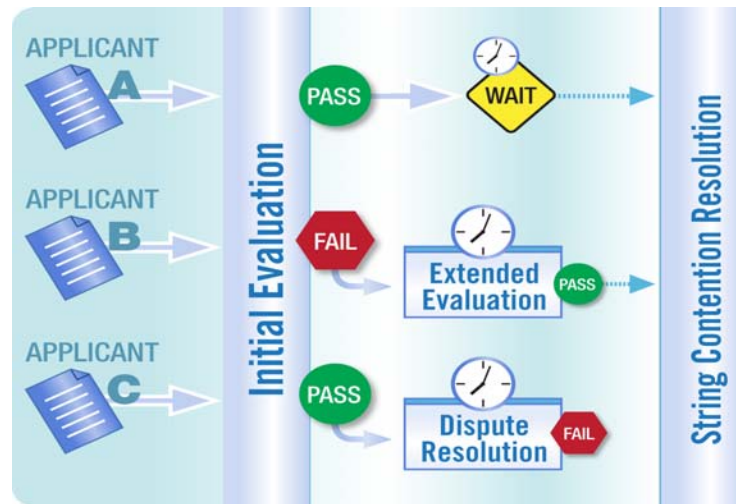 APPLICANT
A
PASS
WAIT
APPLICANT
B
FAIL
Extended
Evaluation
PASS
APPLICANT
C
PASS
Dispute
Resolution
FAIL
Initial Evaluation
String Contention Resolution